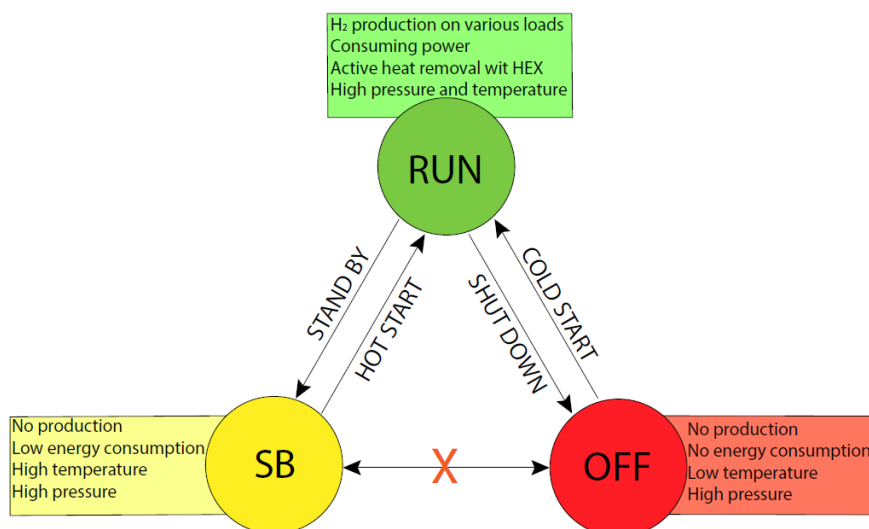 H₂ production on various loads
Consuming power
Active heat removal wit HEX
High pressure and temperature
RUN
STAND BY
HOT START
SHUT DOWN
COLD START
No production
Low energy consumption
High temperature
High pressure
SB
X
OFF
No production
No energy consumption
Low temperature
High pressure